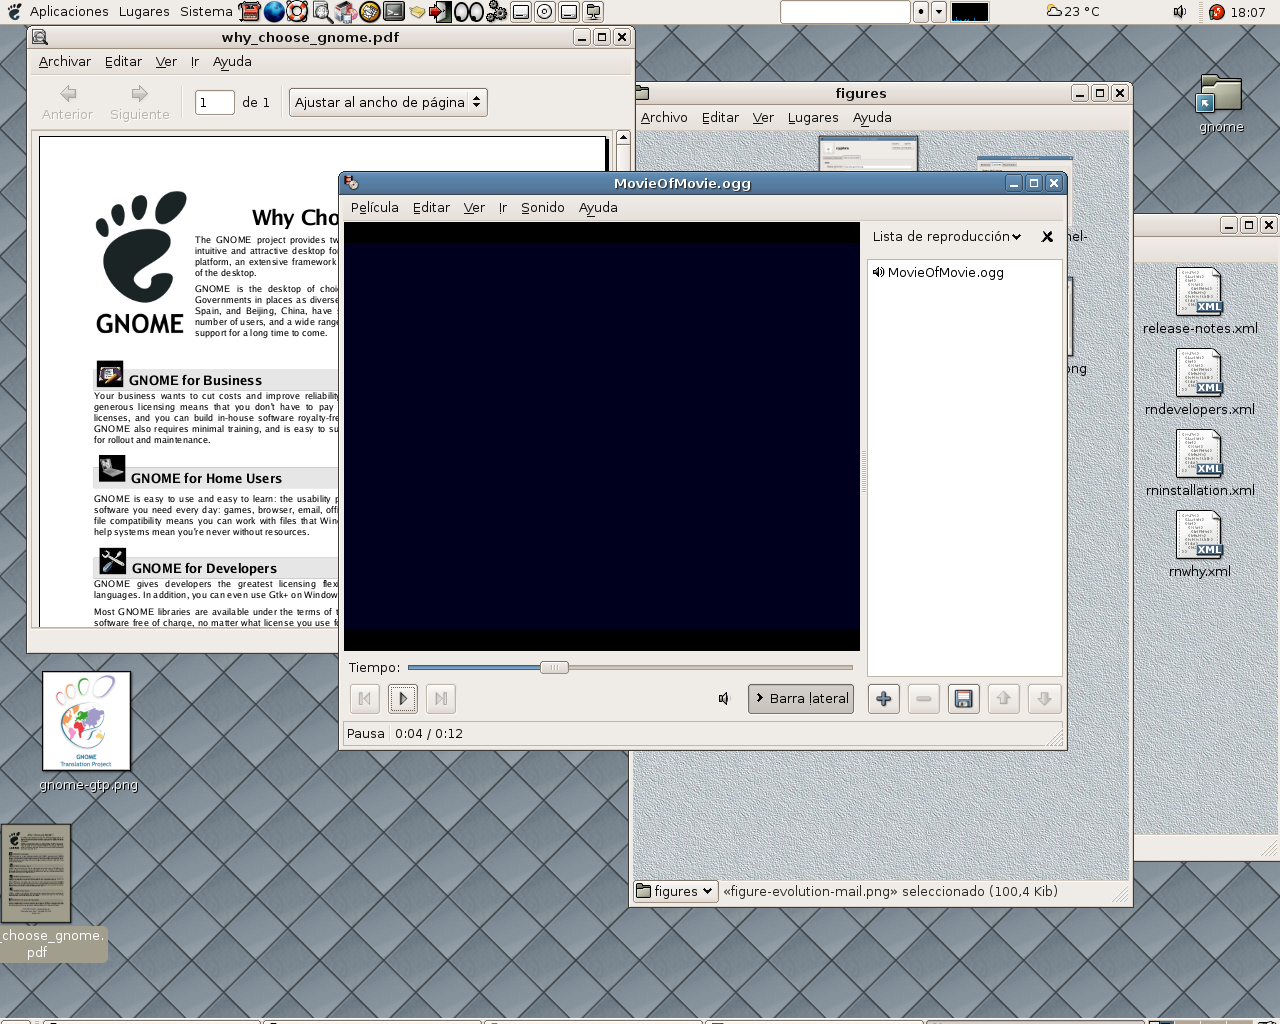 Aplicaciones Lugares Sistema
23 °C
18:07
why_choose_gnome.pdf
Archivar Editar Ver Ir Ayuda
Anterior Siguiente 1 de 1 Ajustar al ancho de página
GNOME
Why Cho
The GNOME project provides tw
intuitive and attractive desktop fo
platform, an extensive framework
of the desktop.
GNOME is the desktop of choi
Governments in places as diverse
Spain, and Beijing, China, have
number of users, and a wide range
support for a long time to come.
GNOME for Business
Your business wants to cut costs and improve reliability
generous licensing means that you don't have to pay
licenses, and you can build in-house software royalty-fre
GNOME also requires minimal training, and is easy to su
for rollout and maintenance.
GNOME for Home Users
GNOME is easy to use and easy to learn: the usability p
software you need every day: games, browser, email, offi
file compatibility means you can work with files that Win
help systems mean you're never without resources.
GNOME for Developers
GNOME gives developers the greatest licensing flex
languages. In addition, you can even use Gtk+ on Window
Most GNOME libraries are available under the terms of t
software free of charge, no matter what license you use f
figures
Archivo Editar Ver Lugares Ayuda
nel-
ong
figures
«figure-evolution-mail.png» seleccionado (100,4 Kib)
MovieOfMovie.ogg
Película Editar Ver Ir Sonido Ayuda
Lista de reproducción
MovieOfMovie.ogg
Tiempo:
Barra lateral
Pausa 0:04 / 0:12
gnome
XML
release-notes.xml
XML
rndevelopers.xml
XML
rninstallation.xml
XML
rnwhy.xml
GNOME
Translation Project
gnome-gtp.png
_choose_gnome.
pdf